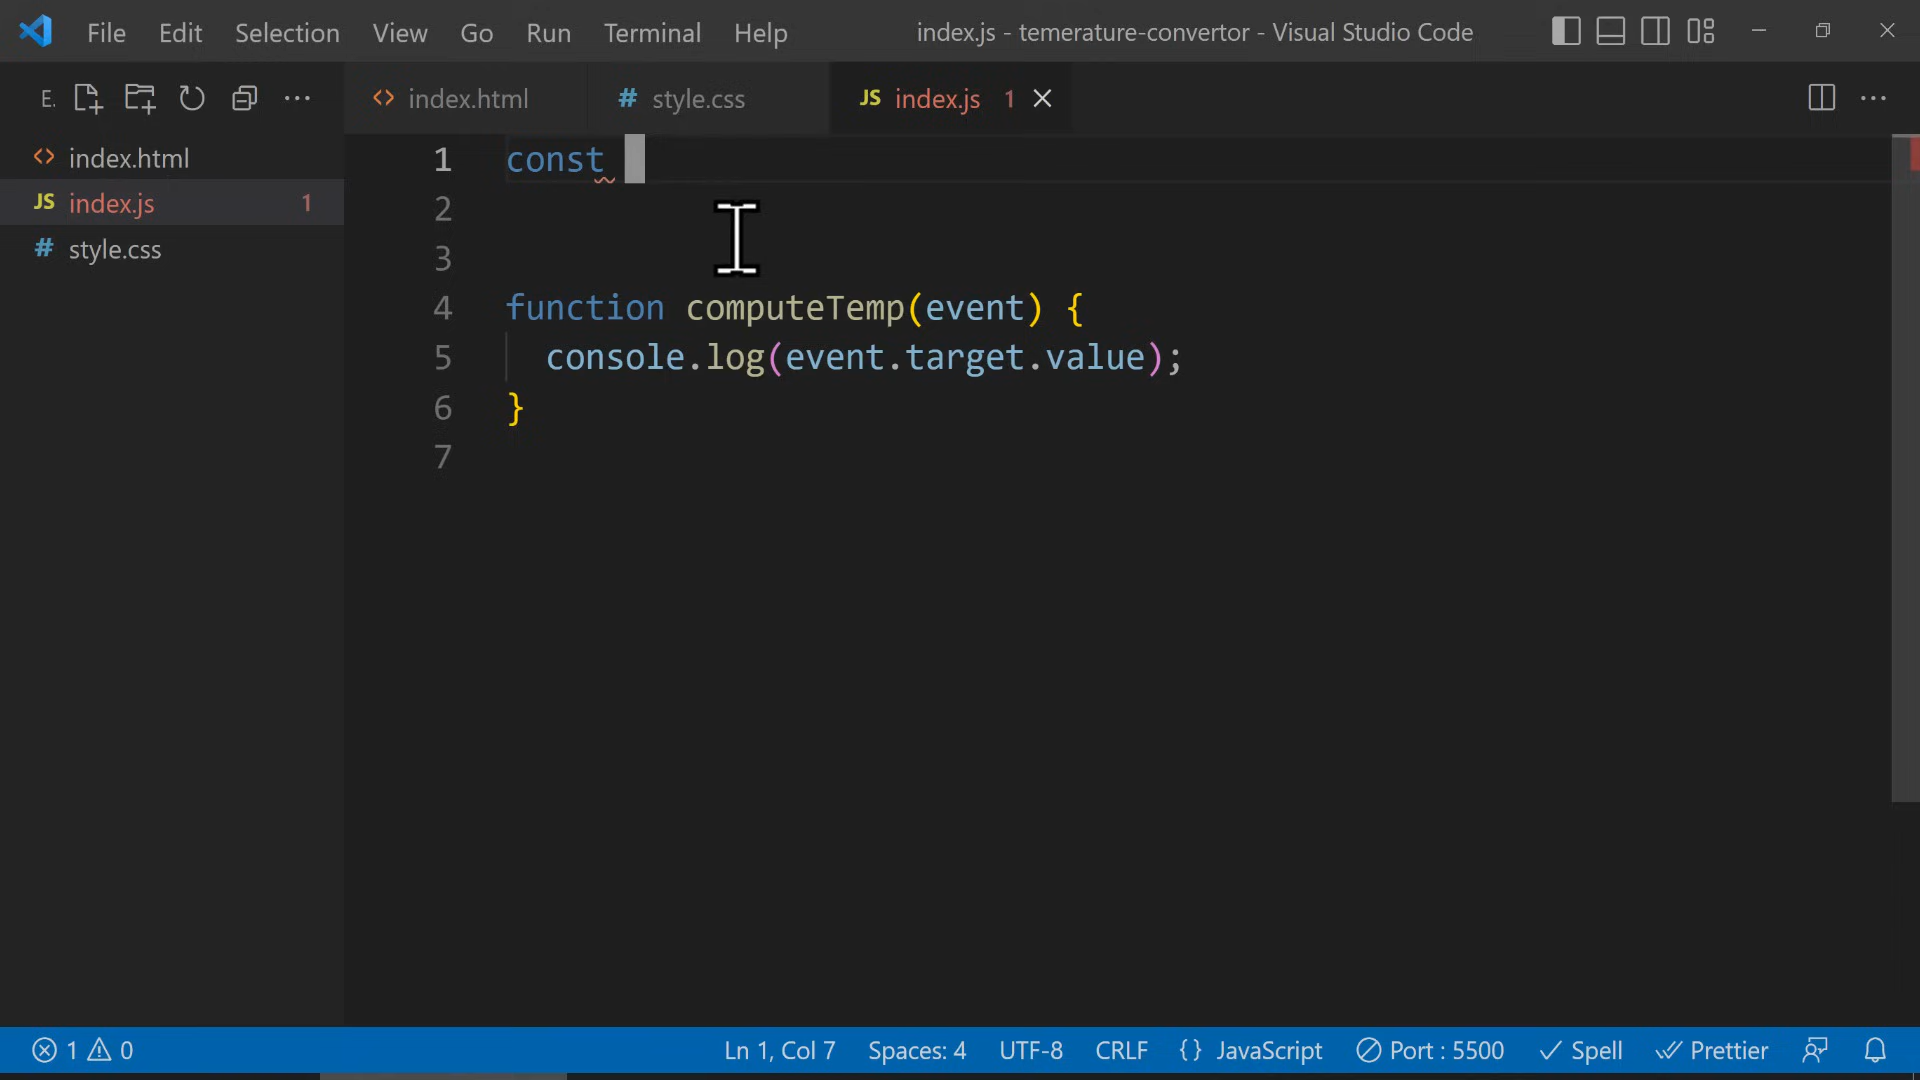 File Edit Selection View Go Run Terminal Help index.js - temerature-convertor - Visual Studio Code
E.
index.html
JS index.js 1
# style.css
index.html # style.css JS index.js 1
1 const
2
3
4 function computeTemp(event) {
5 console.log(event.target.value);
6 }
7
1 0 Ln 1, Col 7 Spaces: 4 UTF-8 CRLF {} JavaScript Port : 5500 Spell Prettier